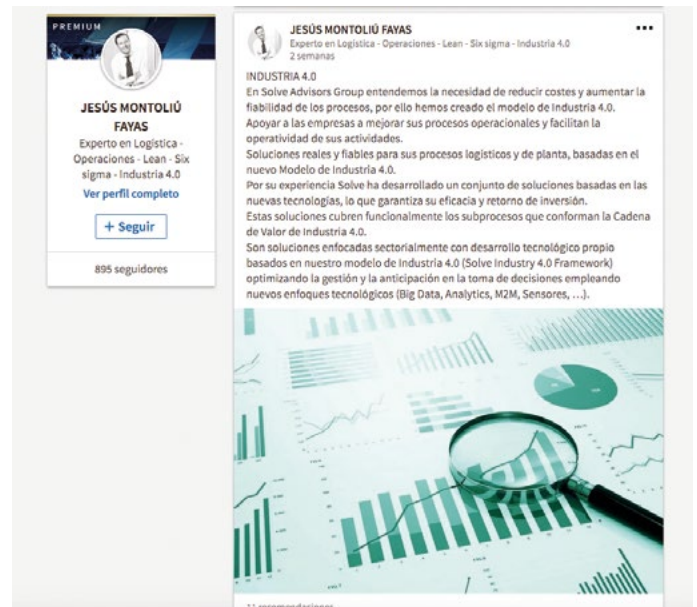 PREMIUM
JESÚS MONTOLIÚ
FAYAS
Experto en Logística -
Operaciones - Lean - Six
sigma - Industria 4.0
Ver perfil completo
+ Seguir
895 seguidores
JESÚS MONTOLIÚ FAYAS
Experto en Logística - Operaciones - Lean - Six sigma - Industria 4.0
2 semanas
INDUSTRIA 4.0
En Solve Advisors Group entendemos la necesidad de reducir costes y aumentar la
fiabilidad de los procesos, por ello hemos creado el modelo de Industria 4.0.
Apoyar a las empresas a mejorar sus procesos operacionales y facilitan la
operatividad de sus actividades.
Soluciones reales y fiables para sus procesos logísticos y de planta, basadas en el
nuevo Modelo de Industria 4.0.
Por su experiencia Solve ha desarrollado un conjunto de soluciones basadas en las
nuevas tecnologías, lo que garantiza su eficacia y retorno de inversión.
Estas soluciones cubren funcionalmente los subprocesos que conforman la Cadena
de Valor de Industria 4.0.
Son soluciones enfocadas sectorialmente con desarrollo tecnológico propio
basados en nuestro modelo de Industria 4.0 (Solve Industry 4.0 Framework)
optimizando la gestión y la anticipación en la toma de decisiones empleando
nuevos enfoques tecnológicos (Big Data, Analytics, M2M, Sensores, ...).
11 recomendaciones